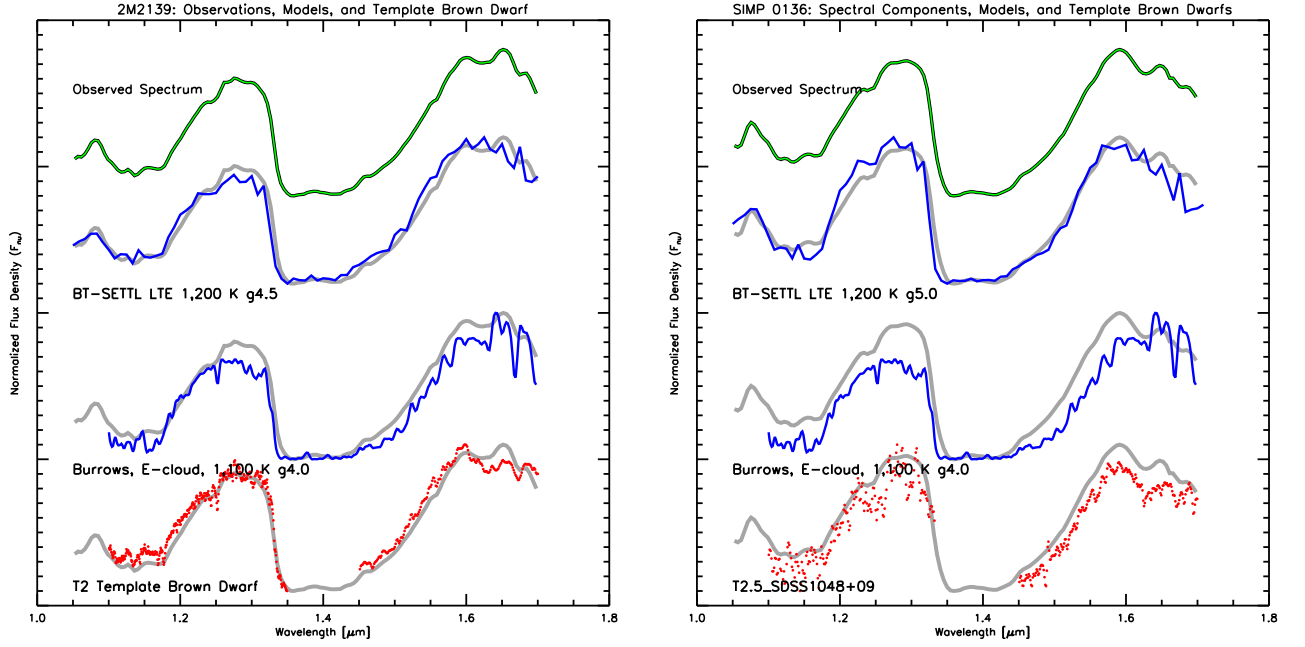 2M2139: Observations, Models, and Template Brown Dwarf
Observed Spectrum
BT-SETTL LTE 1,200 K g4.5
Burrows, E-cloud, 1,100 K g4.0
T2 Template Brown Dwarf
Normalized Flux Density (Fnu)
1.0 1.2 1.4 1.6 1.8
Wavelength [μm]
SIMP 0136: Spectral Components, Models, and Template Brown Dwarfs
Observed Spectrum
BT-SETTL LTE 1,200 K g5.0
Burrows, E-cloud, 1,100 K g4.0
T2.5_SDSS1048+09
Normalized Flux Density (Fnu)
1.0 1.2 1.4 1.6 1.8
Wavelength [μm]